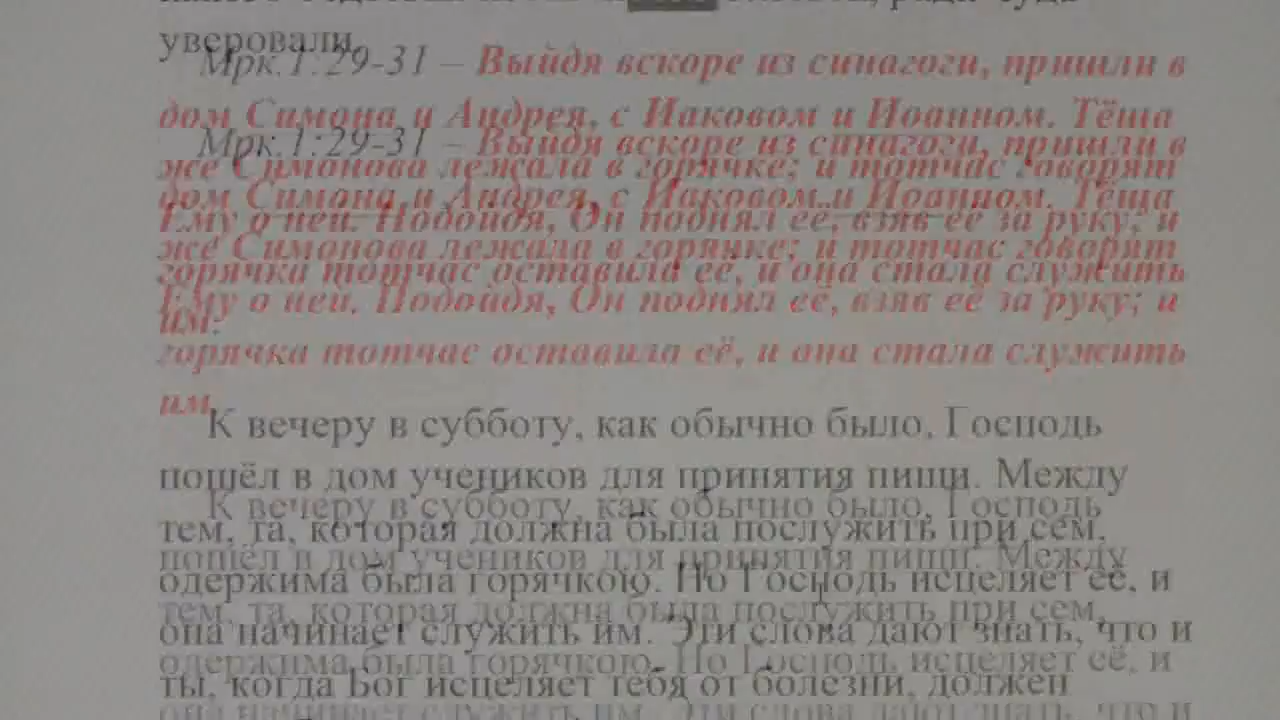 уверовали.
Мрк.1:29-31 – Выйдя вскоре из синагоги, пришли в
дом Симона и Андрея, с Иаковом и Иоанном. Тёща
же Симонова лежала в горячке; и тотчас говорят
Ему о ней. Подойдя, Он поднял её, взяв её за руку; и
горячка тотчас оставила её, и она стала служить
им.
К вечеру в субботу, как обычно было, Господь
пошёл в дом учеников для принятия пищи. Между
тем, та, которая должна была послужить при сем,
одержима была горячкою. Но Господь исцеляет её, и
она начинает служить им. Эти слова дают знать, что и
ты, когда Бог исцеляет тебя от болезни, должен